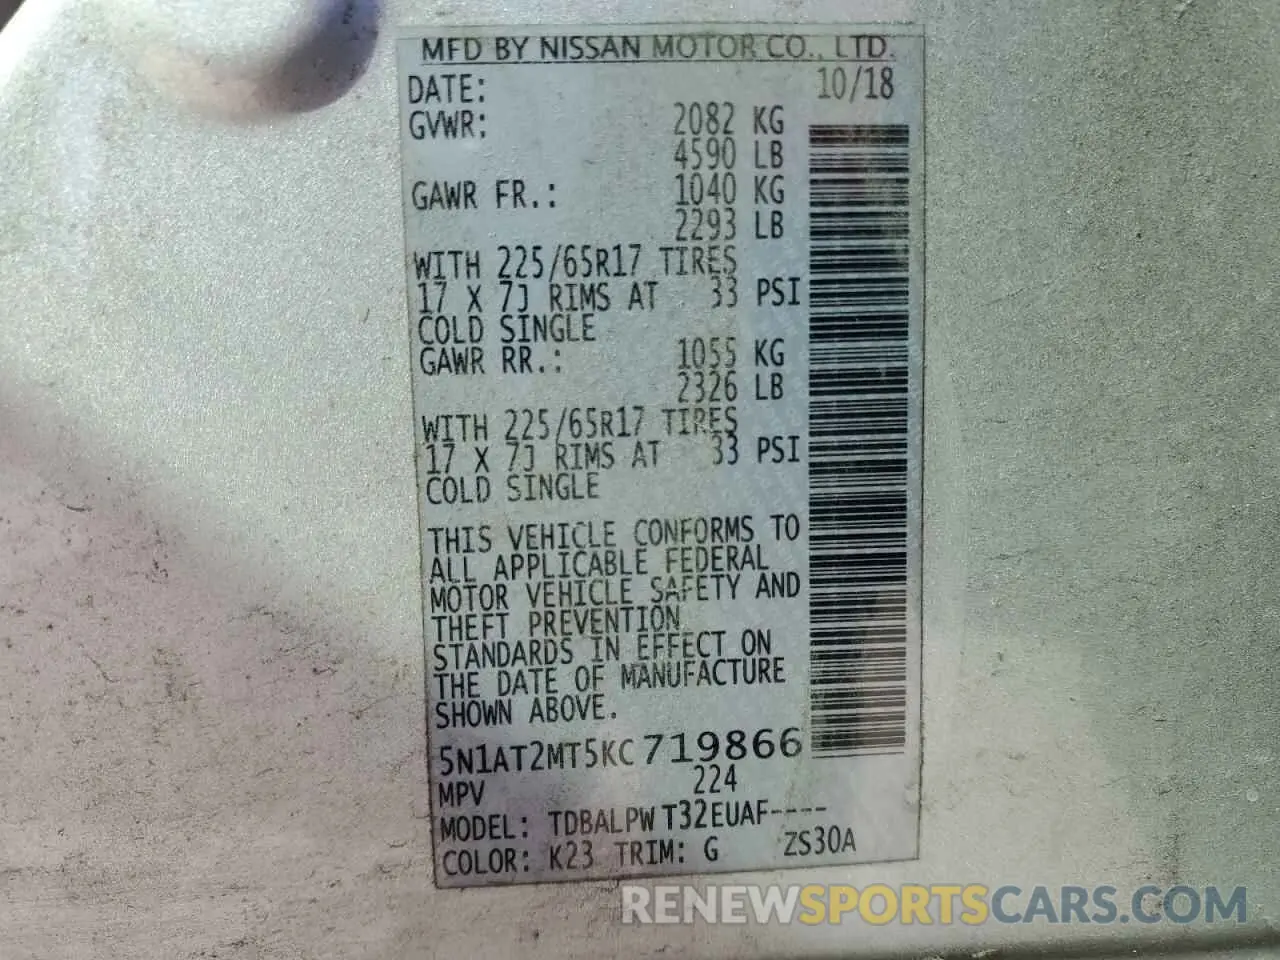 MFD BY NISSAN MOTOR CO., LTD.
DATE: 10/18
GVWR: 2082 KG
4590 LB
GAWR FR.: 1040 KG
2293 LB
WITH 225/65R17 TIRES
17 X 7J RIMS AT 33 PSI
COLD SINGLE
GAWR RR.: 1055 KG
2326 LB
WITH 225/65R17 TIRES
17 X 7J RIMS AT 33 PSI
COLD SINGLE
THIS VEHICLE CONFORMS TO
ALL APPLICABLE FEDERAL
MOTOR VEHICLE SAFETY AND
THEFT PREVENTION
STANDARDS IN EFFECT ON
THE DATE OF MANUFACTURE
SHOWN ABOVE.
5N1AT2MT5KC719866
MPV 224
MODEL: TDBALPW T32EUAF----
COLOR: K23 TRIM: G ZS30A
RENEWSPORTSCARS.COM